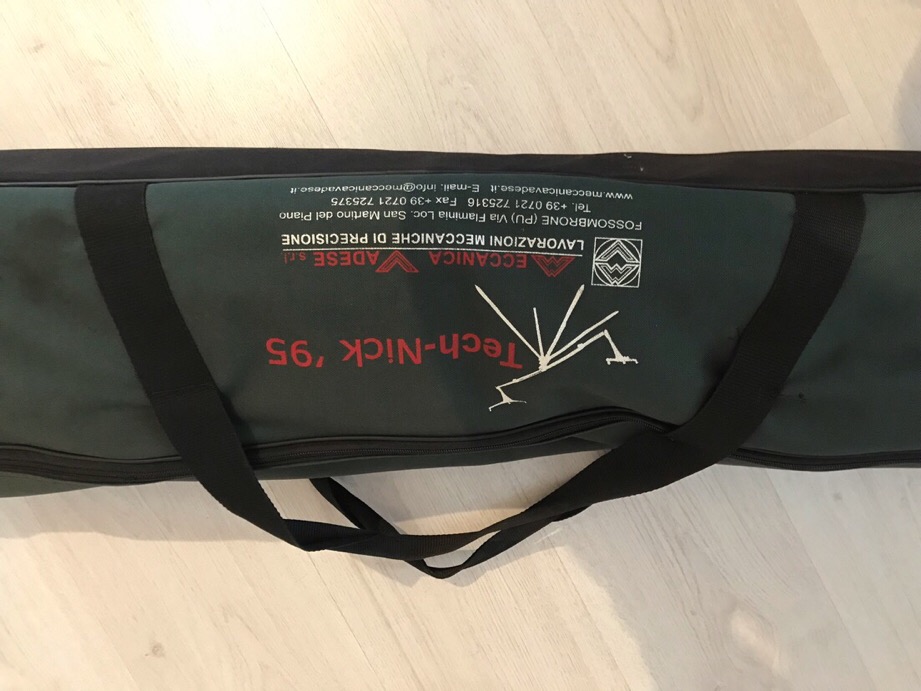 Tech-Nick '95
MECCANICA VADESE s.r.l.
LAVORAZIONI MECCANICHE DI PRECISIONE
FOSSOMBRONE (PU) Via Flaminia Loc. San Martino del Piano
Tel. +39 0721 725316 Fax +39 0721 725375
www.meccanicavadese.it E-mail. info@meccanicavadese.it